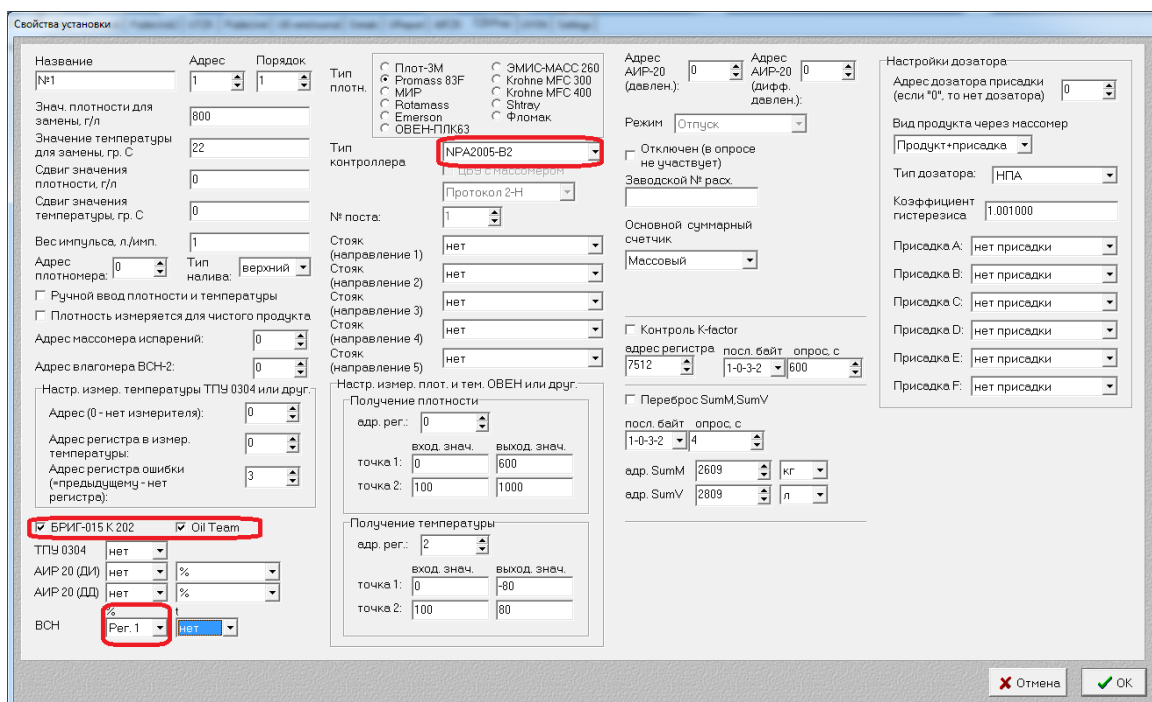 Свойства установки
Название
Адрес
Порядок
№1
1
1
Знач. плотности для
замены, г/л
800
Значение температуры
для замены, гр. С
22
Сдвиг значения
плотности, г/л
0
Сдвиг значения
температуры, гр. С
0
Вес импульса, л./имп.
1
Адрес
плотномера:
0
Тип
налива:
верхний
Ручной ввод плотности и температуры
Плотность измеряется для чистого продукта
Адрес массомера испарений:
0
Адрес влагомера ВСН-2:
0
Настр. измер. температуры ТПУ 0304 или друг.
Адрес (0 - нет измерителя):
0
Адрес регистра в измер.
температуры:
0
Адрес регистра ошибки
(=предыдущему - нет
регистра):
3
БРИГ-015 К 202
Oil Team
ТПУ 0304
нет
АИР 20 (ДИ)
нет
%
АИР 20 (ДД)
нет
%
%
t
ВСН
Рег. 1
нет
Тип
плотн.
Плот-3М
Promass 83F
МИР
Rotamass
Emerson
ОВЕН-ПЛК63
ЭМИС-МАСС 260
Krohne MFC 300
Krohne MFC 400
Shtray
Фломак
Тип
контроллера
NPA2005-B2
ЦБУ с массомером
Протокол 2-Н
№ поста:
1
Стояк
(направление 1)
нет
Стояк
(направление 2)
нет
Стояк
(направление 3)
нет
Стояк
(направление 4)
нет
Стояк
(направление 5)
нет
Настр. измер. плот. и тем. ОВЕН или друг.
Получение плотности
адр. рег.:
0
вход. знач.
выход. знач.
точка 1:
0
600
точка 2:
100
1000
Получение температуры
адр. рег.:
2
вход. знач.
выход. знач.
точка 1:
0
-80
точка 2:
100
80
Адрес
АИР-20
(давлен.):
0
Адрес
АИР-20
(дифф.
давлен.):
0
Режим
Отпуск
Отключен (в опросе
не участвует)
Заводской № расх.
Основной суммарный
счетчик
Массовый
Контроль K-factor
адрес регистра
посл. байт
опрос, с
7512
1-0-3-2
600
Переброс SumM,SumV
посл. байт
опрос, с
1-0-3-2
4
адр. SumM
2609
кг
адр. SumV
2809
л
Настройки дозатора
Адрес дозатора присадки
(если "0", то нет дозатора)
0
Вид продукта через массомер
Продукт+присадка
Тип дозатора:
НПА
Коэффициент
гистерезиса
1.001000
Присадка A:
нет присадки
Присадка B:
нет присадки
Присадка C:
нет присадки
Присадка D:
нет присадки
Присадка E:
нет присадки
Присадка F:
нет присадки
Отмена
OK